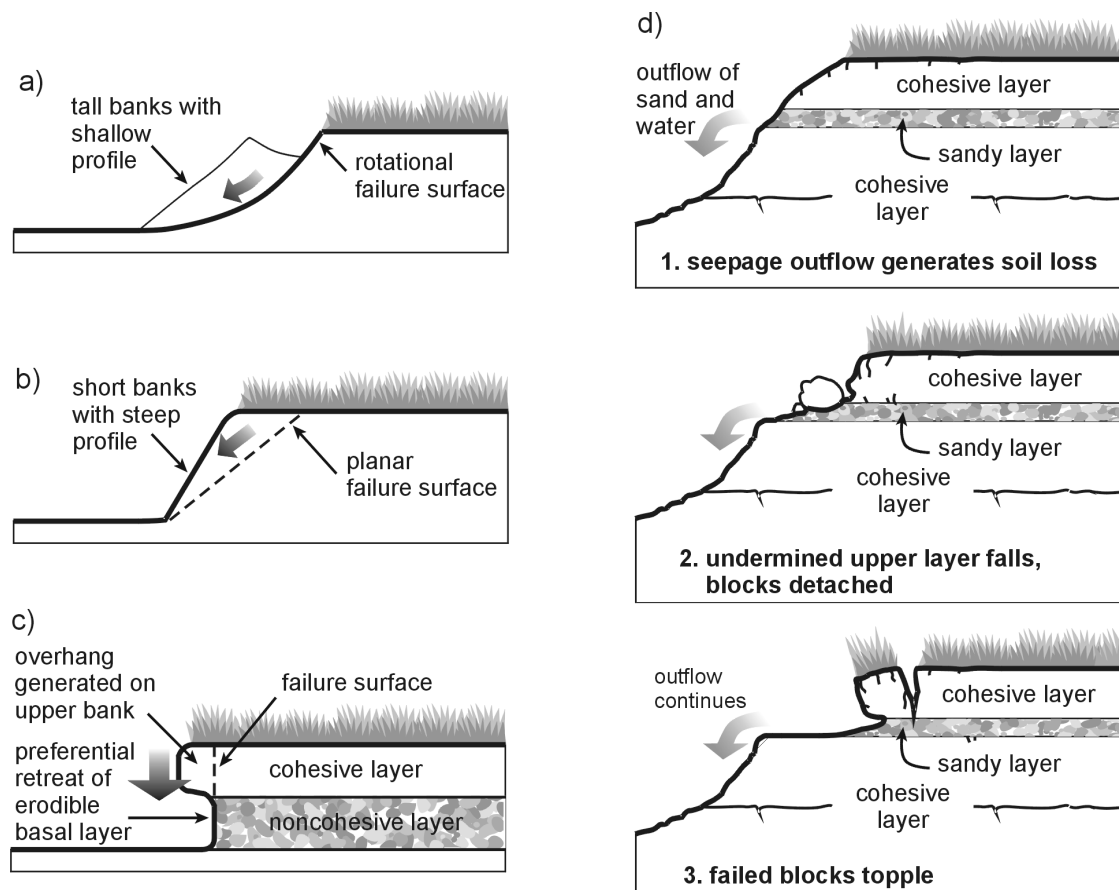 a)
tall banks with
shallow
profile
rotational
failure surface
b)
short banks
with steep
profile
planar
failure surface
c)
overhang
generated on
upper bank
failure surface
preferential
retreat of
erodible
basal layer
cohesive layer
noncohesive layer
d)
outflow of
sand and
water
cohesive layer
sandy layer
cohesive
layer
1. seepage outflow generates soil loss
cohesive layer
sandy layer
cohesive
layer
2. undermined upper layer falls,
blocks detached
outflow
continues
cohesive layer
sandy layer
cohesive
layer
3. failed blocks topple